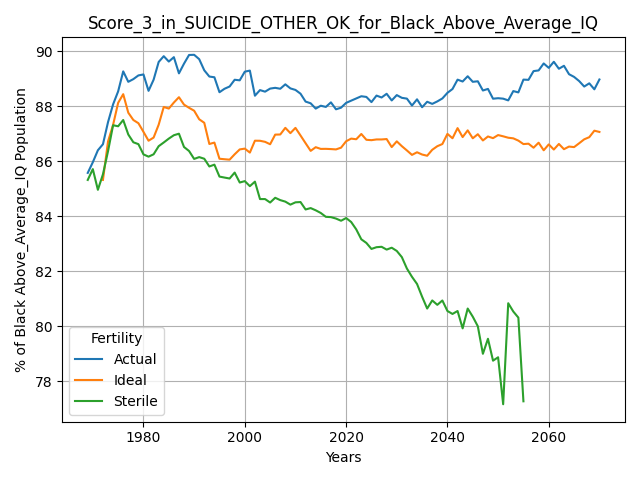 Score_3_in_SUICIDE_OTHER_OK_for_Black_Above_Average_IQ
% of Black Above_Average_IQ Population
90
88
86
84
82
80
78
Fertility
Actual
Ideal
Sterile
1980
2000
2020
2040
2060
Years